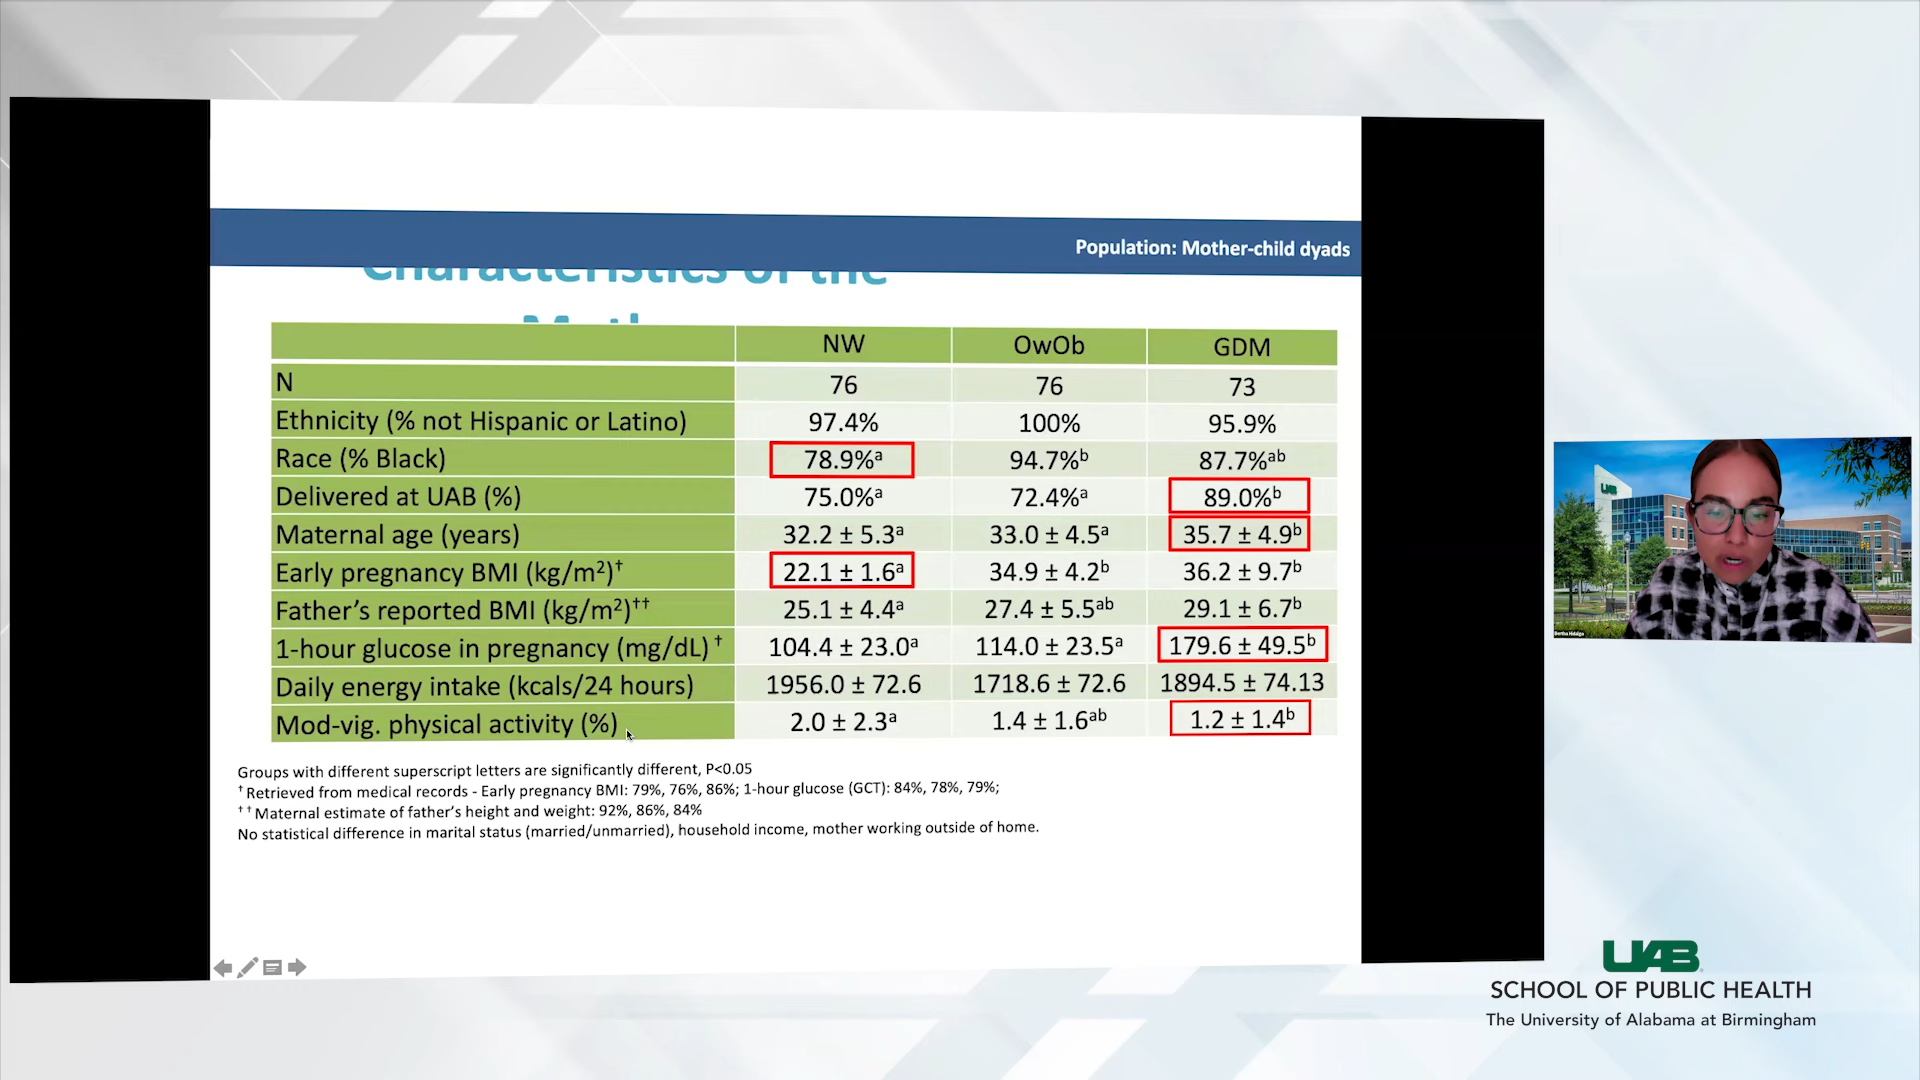 Population: Mother-child dyads
Characteristics of the
NW OwOb GDM
N 76 76 73
Ethnicity (% not Hispanic or Latino) 97.4% 100% 95.9%
Race (% Black) 78.9%ᵃ 94.7%ᵇ 87.7%ᵃᵇ
Delivered at UAB (%) 75.0%ᵃ 72.4%ᵃ 89.0%ᵇ
Maternal age (years) 32.2 ± 5.3ᵃ 33.0 ± 4.5ᵃ 35.7 ± 4.9ᵇ
Early pregnancy BMI (kg/m²)† 22.1 ± 1.6ᵃ 34.9 ± 4.2ᵇ 36.2 ± 9.7ᵇ
Father’s reported BMI (kg/m²)†† 25.1 ± 4.4ᵃ 27.4 ± 5.5ᵃᵇ 29.1 ± 6.7ᵇ
1-hour glucose in pregnancy (mg/dL) † 104.4 ± 23.0ᵃ 114.0 ± 23.5ᵃ 179.6 ± 49.5ᵇ
Daily energy intake (kcals/24 hours) 1956.0 ± 72.6 1718.6 ± 72.6 1894.5 ± 74.13
Mod-vig. physical activity (%) 2.0 ± 2.3ᵃ 1.4 ± 1.6ᵃᵇ 1.2 ± 1.4ᵇ
Groups with different superscript letters are significantly different, P<0.05
† Retrieved from medical records - Early pregnancy BMI: 79%, 76%, 86%; 1-hour glucose (GCT): 84%, 78%, 79%;
†† Maternal estimate of father’s height and weight: 92%, 86%, 84%
No statistical difference in marital status (married/unmarried), household income, mother working outside of home.
UAB
Bertha Hidalgo
UAB
SCHOOL OF PUBLIC HEALTH
The University of Alabama at Birmingham